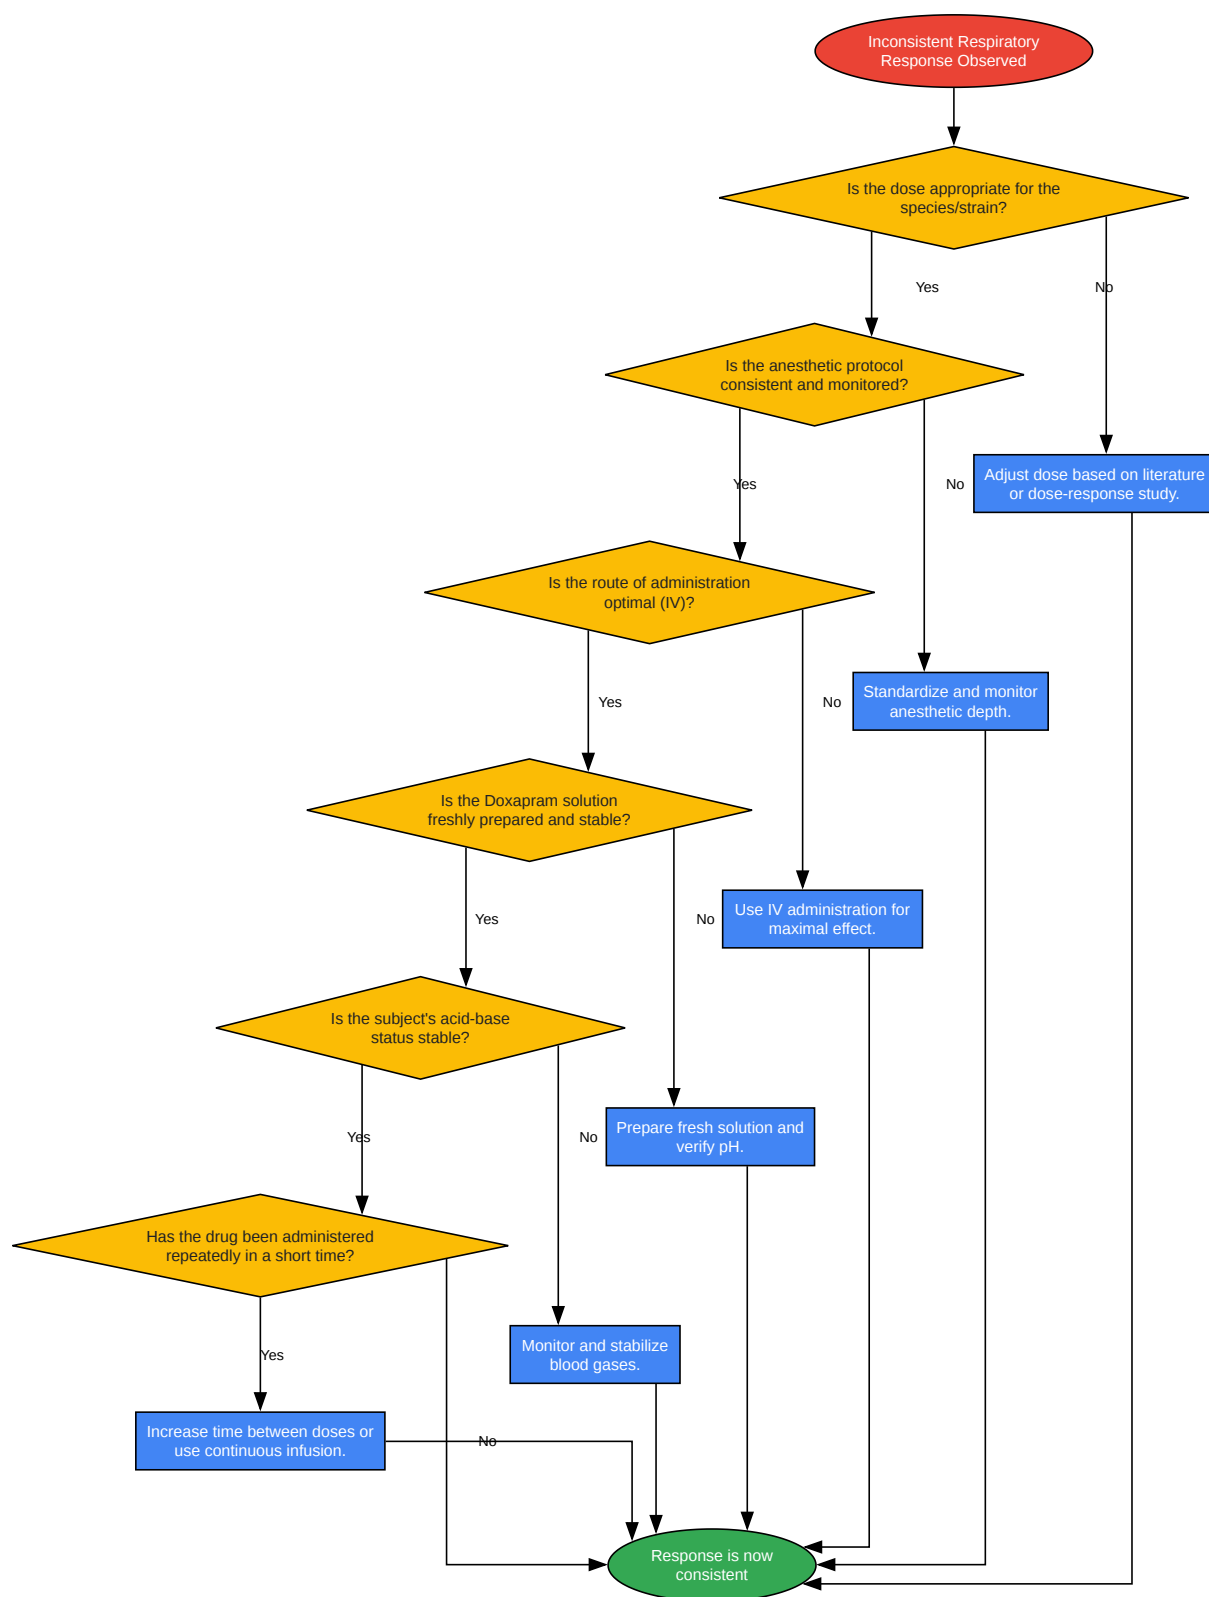 Inconsistent Respiratory
Response Observed
Is the dose appropriate for the
species/strain?
Yes
No
Is the anesthetic protocol
consistent and monitored?
Adjust dose based on literature
or dose-response study.
Yes
No
Is the route of administration
optimal (IV)?
Standardize and monitor
anesthetic depth.
Yes
No
Is the Doxapram solution
freshly prepared and stable?
Use IV administration for
maximal effect.
Yes
No
Is the subject's acid-base
status stable?
Prepare fresh solution and
verify pH.
Yes
No
Has the drug been administered
repeatedly in a short time?
Monitor and stabilize
blood gases.
Yes
Increase time between doses or
use continuous infusion.
No
Response is now
consistent